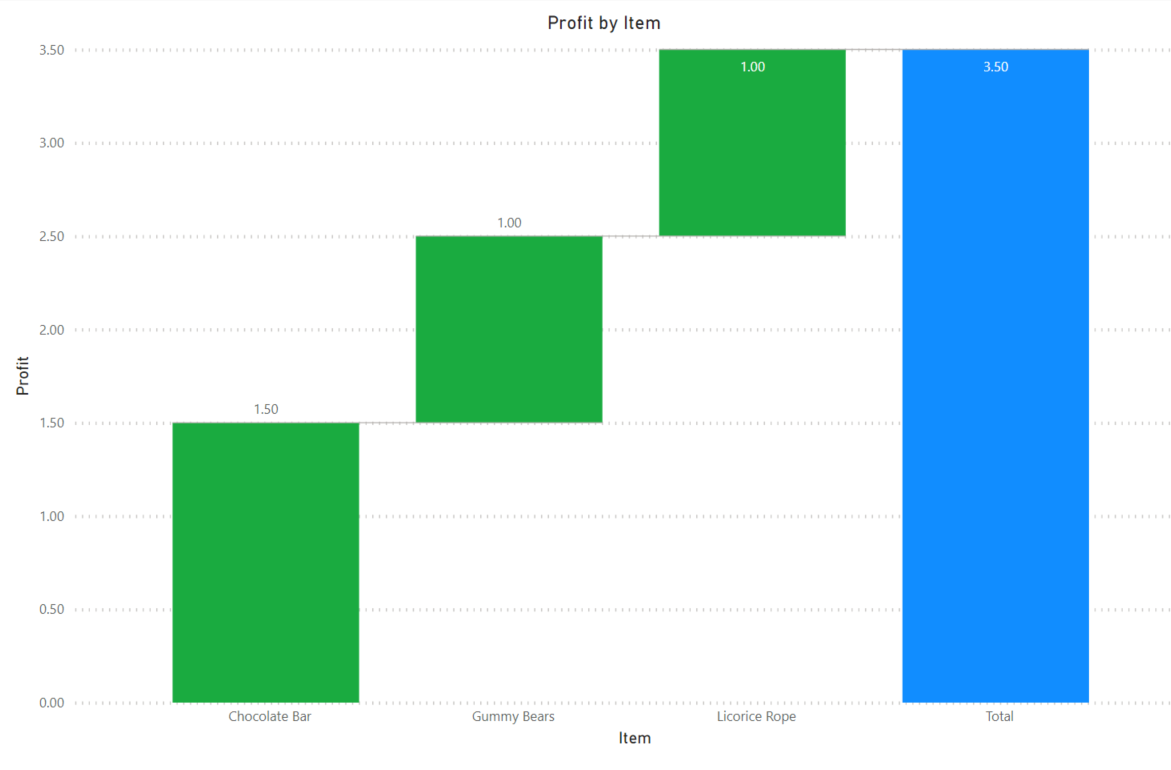 Profit by Item
3.50
3.00
2.50
2.00
1.50
1.00
0.50
0.00
Profit
1.50
1.00
1.00
3.50
Chocolate Bar
Gummy Bears
Licorice Rope
Total
Item